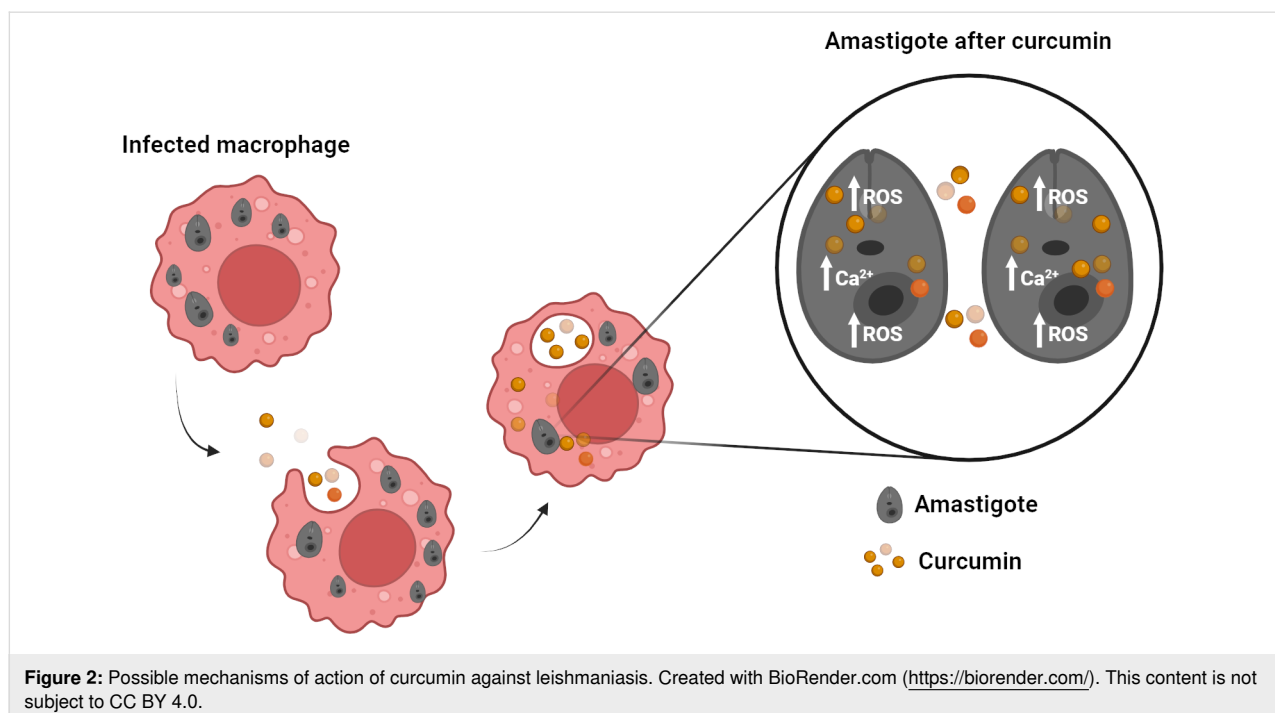 Amastigote after curcumin
Infected macrophage
ROS
Ca²⁺
ROS
ROS
Ca²⁺
ROS
Amastigote
Curcumin
Figure 2: Possible mechanisms of action of curcumin against leishmaniasis. Created with BioRender.com (https://biorender.com/). This content is not
subject to CC BY 4.0.